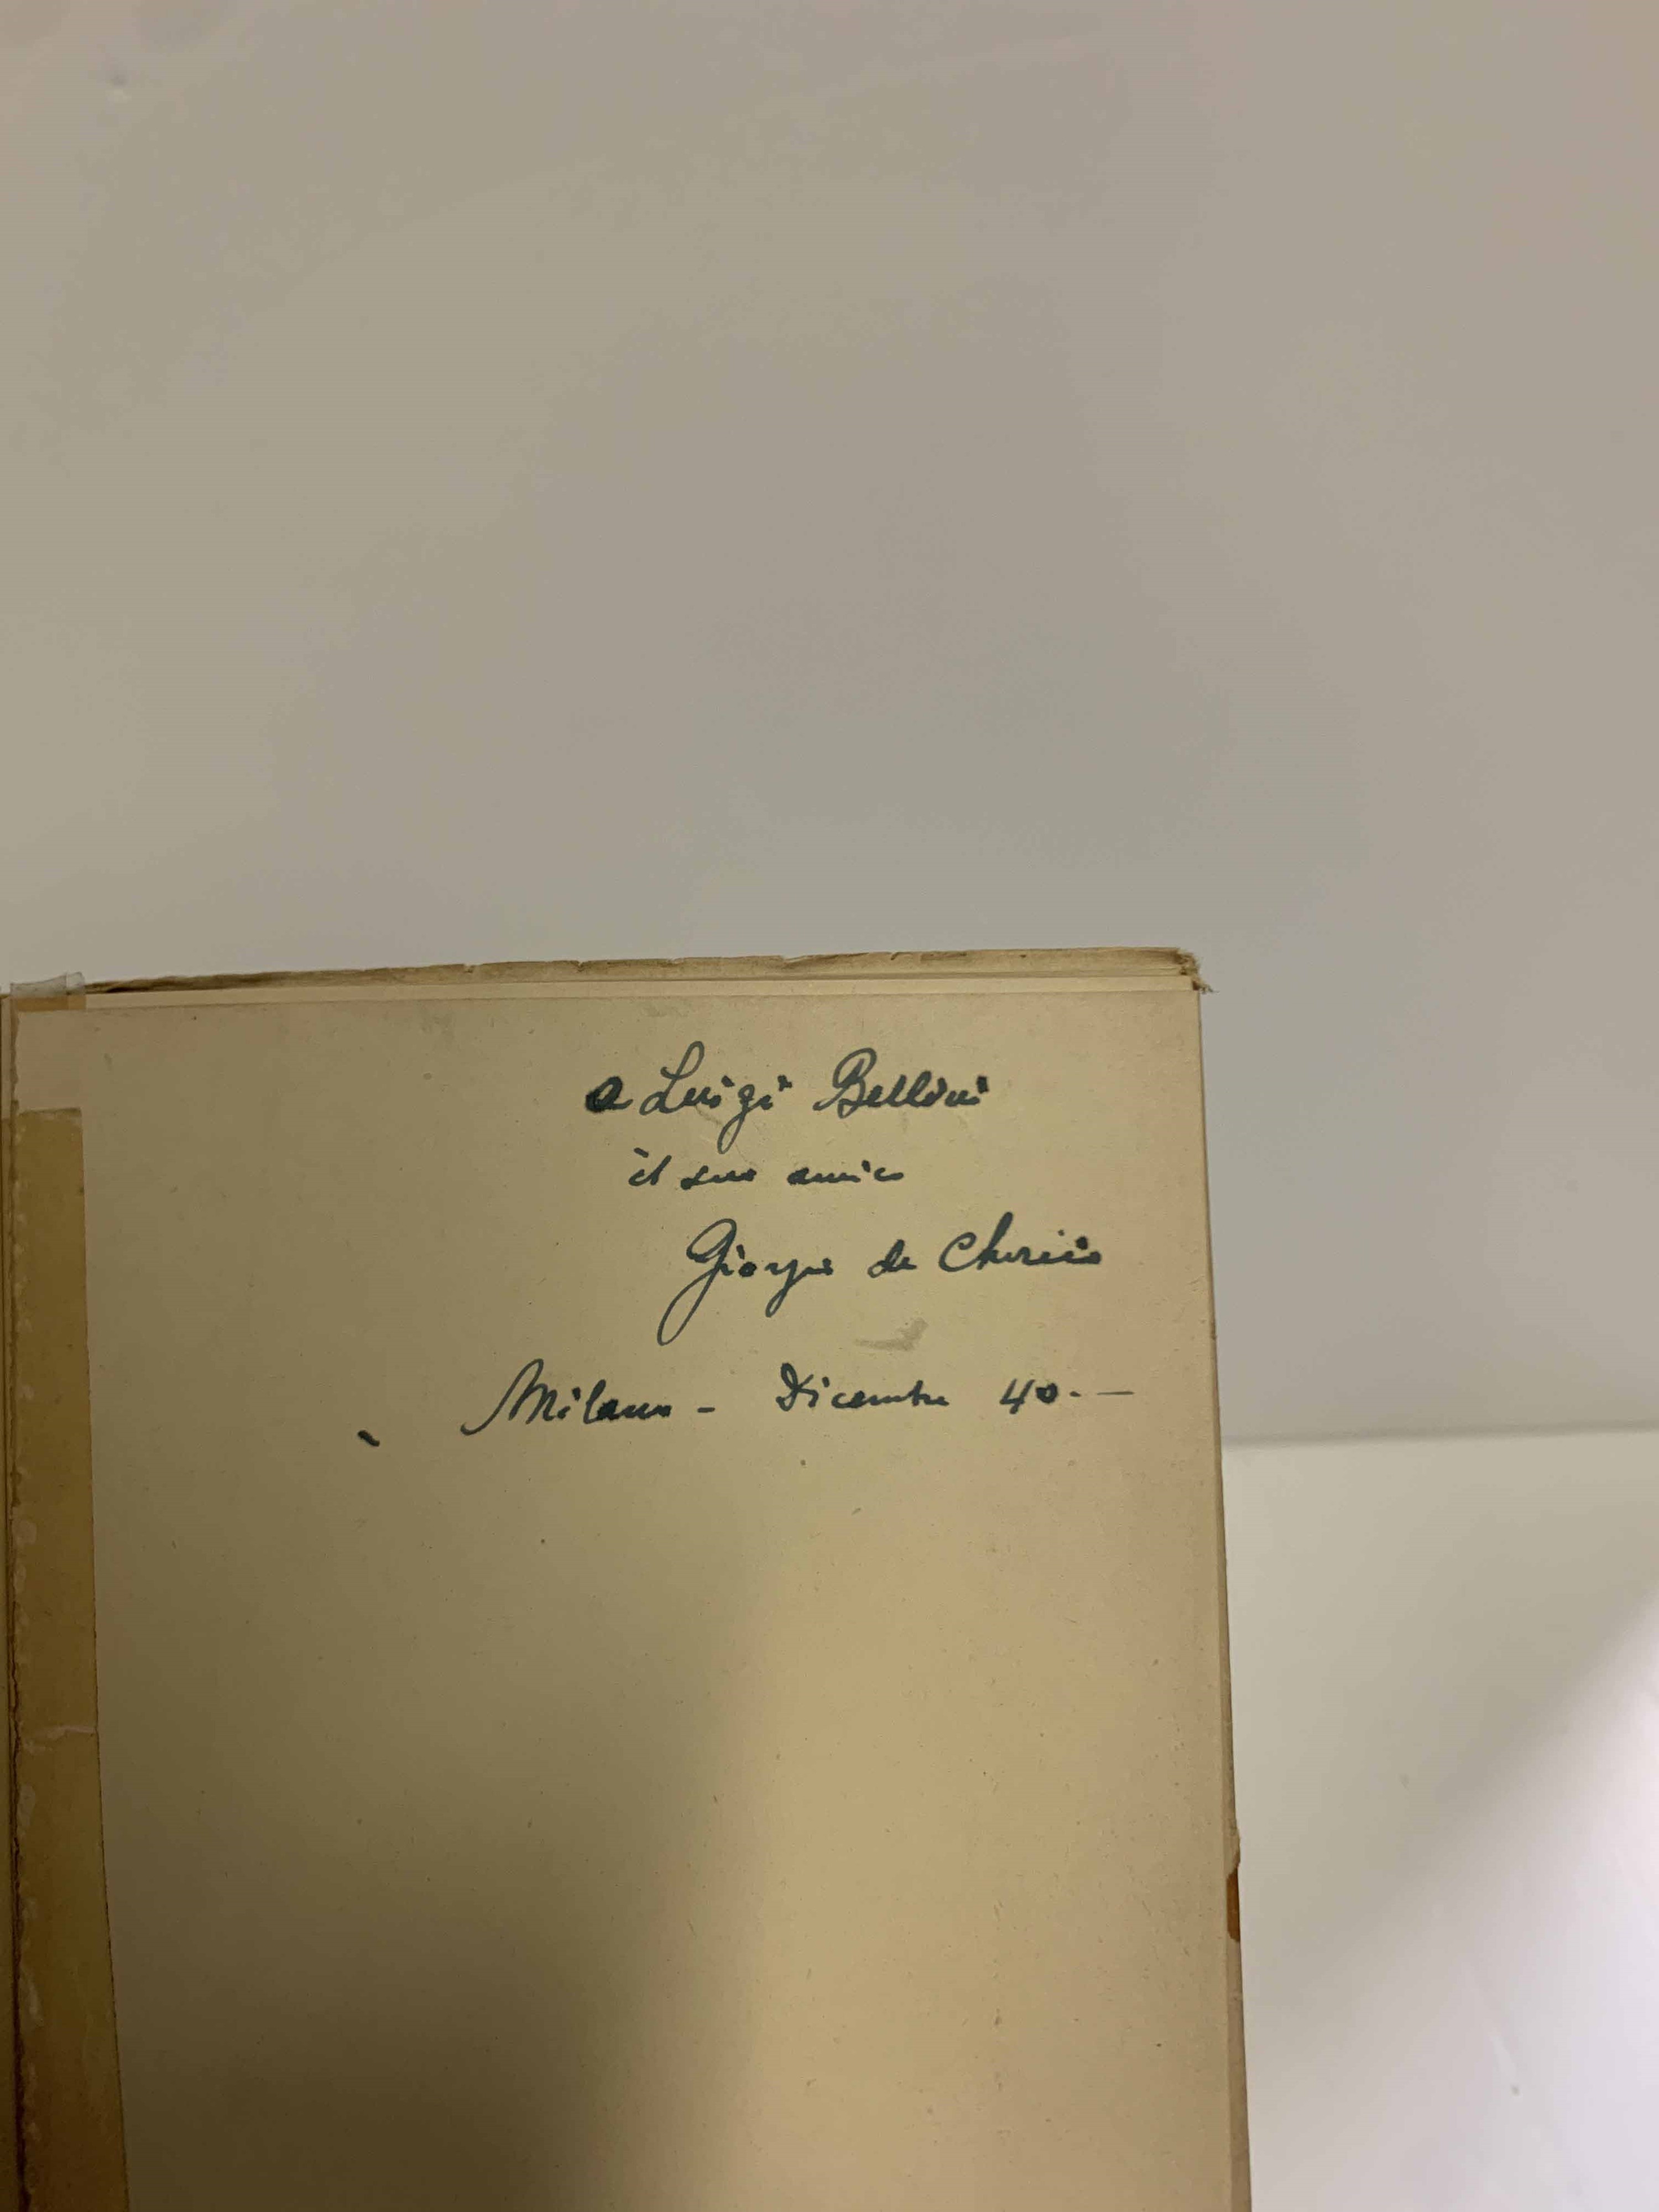 a Luigi Bellini
il suo amico
Giorgio de Chirico
Milano - Dicembre 40.—